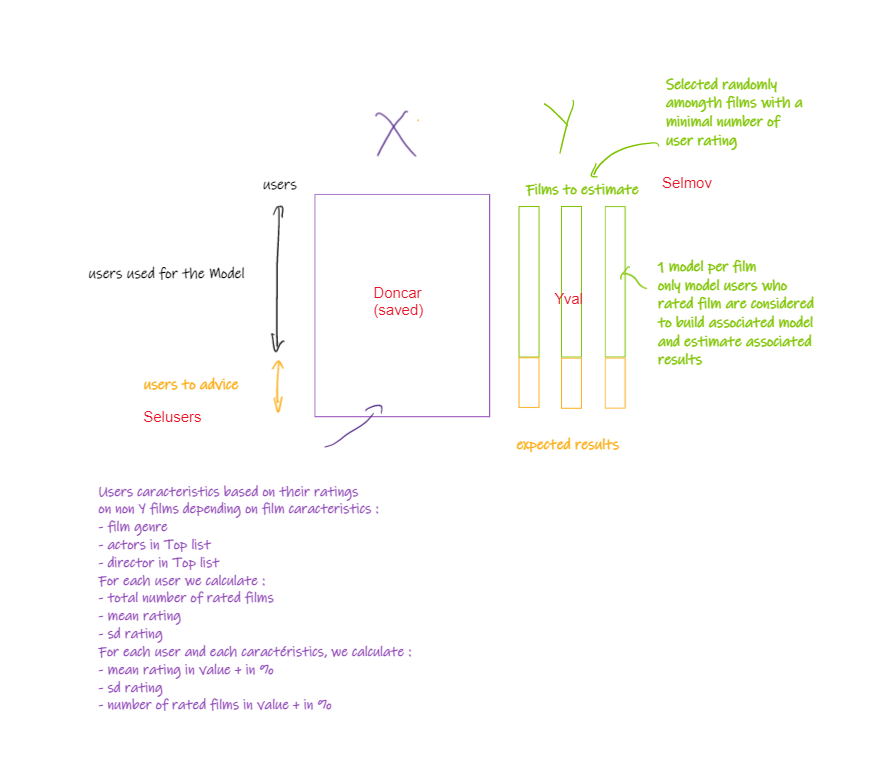 X
Y
Selected randomly
amongth films with a
minimal number of
user rating
users
Films to estimate
Selmov
users used for the Model
Doncar
(saved)
Yval
1 model per film
only model users who
rated film are considered
to build associated model
and estimate associated
results
users to advice
Selusers
expected results
Users caracteristics based on their ratings
on non Y films depending on film caracteristics :
- film genre
- actors in Top list
- director in Top list
For each user we calculate :
- total number of rated films
- mean rating
- sd rating
For each user and each caractéristics, we calculate :
- mean rating in value + in %
- sd rating
- number of rated films in value + in %